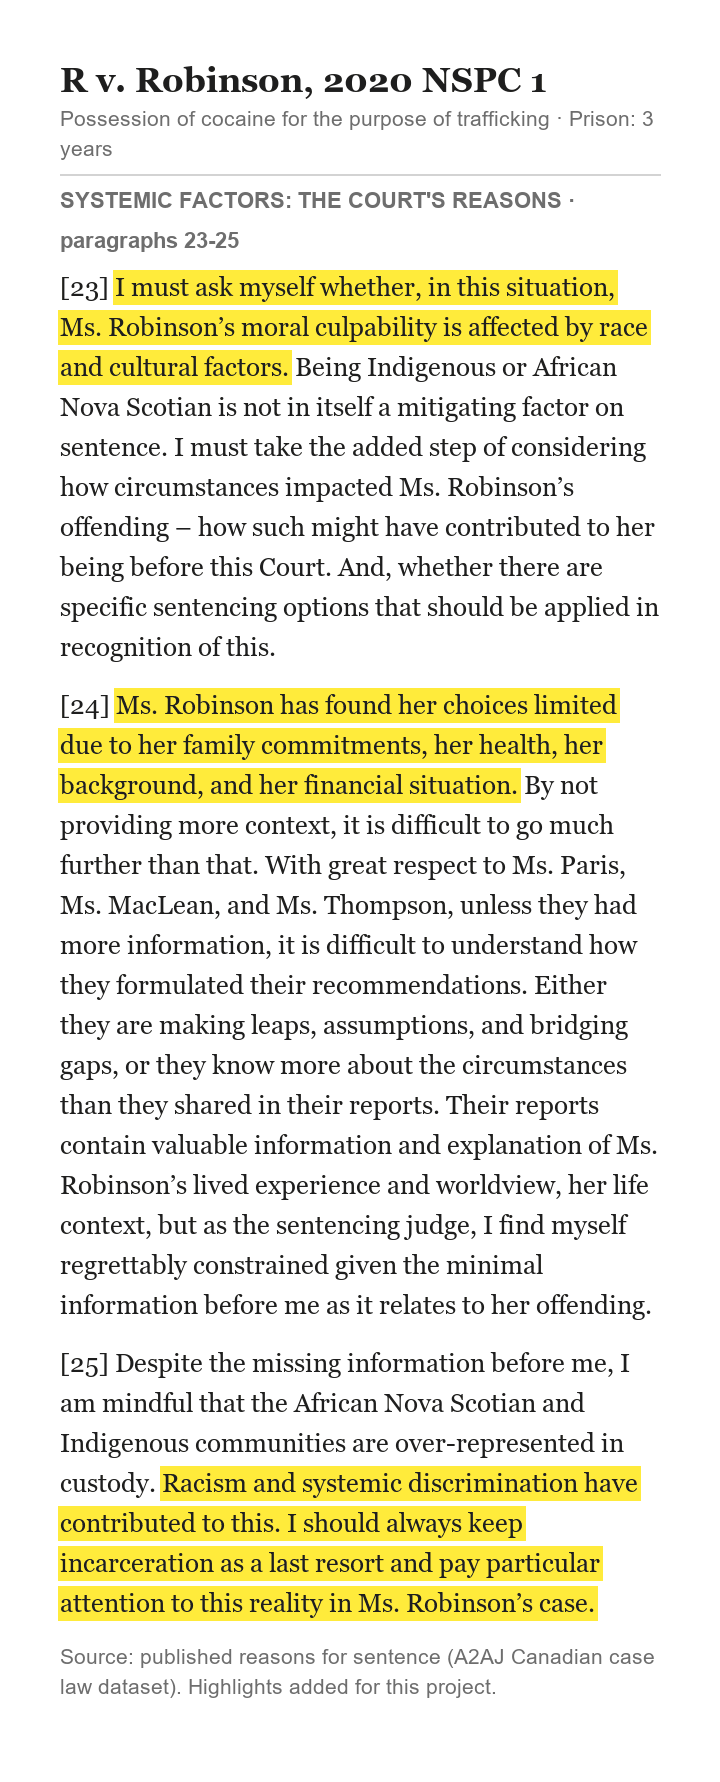 R v. Robinson, 2020 NSPC 1
Possession of cocaine for the purpose of trafficking · Prison: 3
years
SYSTEMIC FACTORS: THE COURT'S REASONS ·
paragraphs 23-25
[23] I must ask myself whether, in this situation,
Ms. Robinson’s moral culpability is affected by race
and cultural factors. Being Indigenous or African
Nova Scotian is not in itself a mitigating factor on
sentence. I must take the added step of considering
how circumstances impacted Ms. Robinson’s
offending – how such might have contributed to her
being before this Court. And, whether there are
specific sentencing options that should be applied in
recognition of this.
[24] Ms. Robinson has found her choices limited
due to her family commitments, her health, her
background, and her financial situation. By not
providing more context, it is difficult to go much
further than that. With great respect to Ms. Paris,
Ms. MacLean, and Ms. Thompson, unless they had
more information, it is difficult to understand how
they formulated their recommendations. Either
they are making leaps, assumptions, and bridging
gaps, or they know more about the circumstances
than they shared in their reports. Their reports
contain valuable information and explanation of Ms.
Robinson’s lived experience and worldview, her life
context, but as the sentencing judge, I find myself
regrettably constrained given the minimal
information before me as it relates to her offending.
[25] Despite the missing information before me, I
am mindful that the African Nova Scotian and
Indigenous communities are over-represented in
custody. Racism and systemic discrimination have
contributed to this. I should always keep
incarceration as a last resort and pay particular
attention to this reality in Ms. Robinson’s case.
Source: published reasons for sentence (A2AJ Canadian case
law dataset). Highlights added for this project.